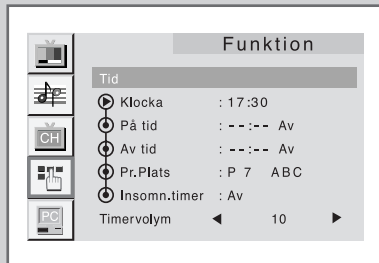 Funktion
Tid
Klocka : 17:30
På tid : --:-- Av
Av tid : --:-- Av
CH
Pr.Plats : P 7 ABC
Insomn.timer : Av
PC
Timervolym ◀ 10 ▶